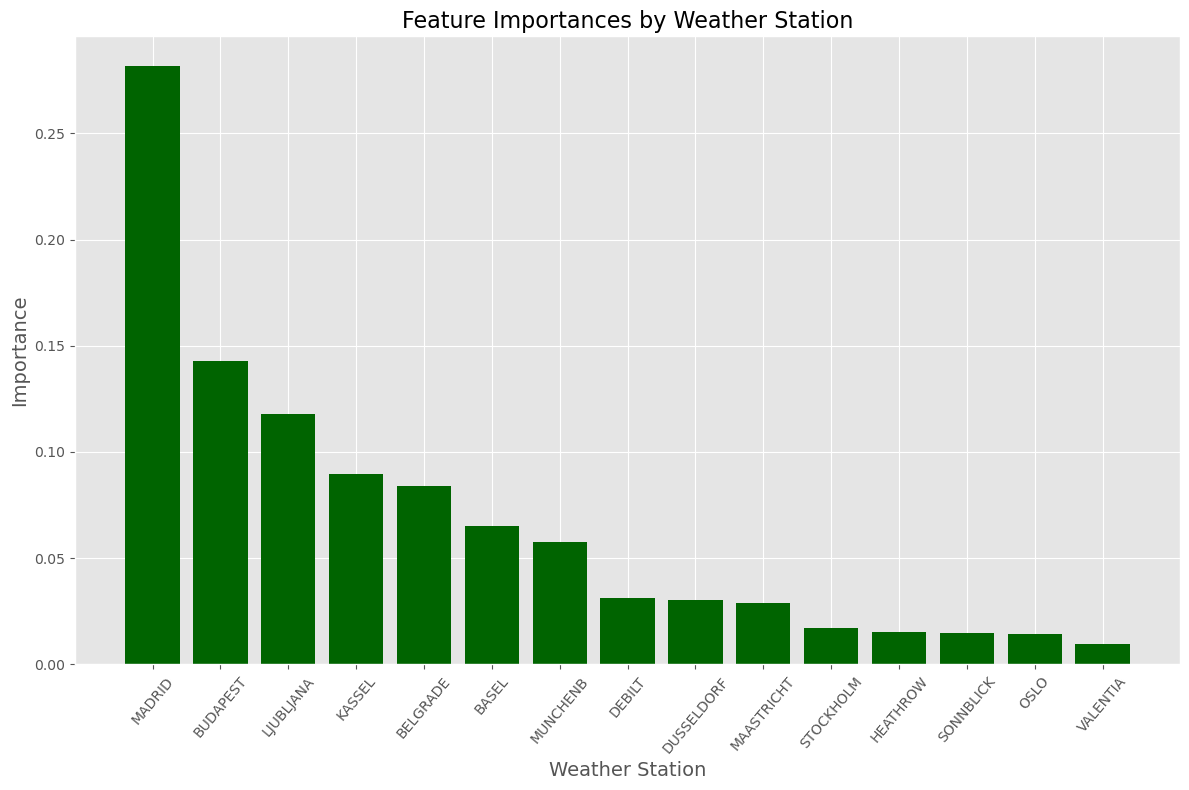 Feature Importances by Weather Station
Importance
0.25
0.20
0.15
0.10
0.05
0.00
MADRID
BUDAPEST
LJUBLJANA
KASSEL
BELGRADE
BASEL
MUNCHENB
DEBILT
DUSSELDORF
MAASTRICHT
STOCKHOLM
HEATHROW
SONNBLICK
OSLO
VALENTIA
Weather Station